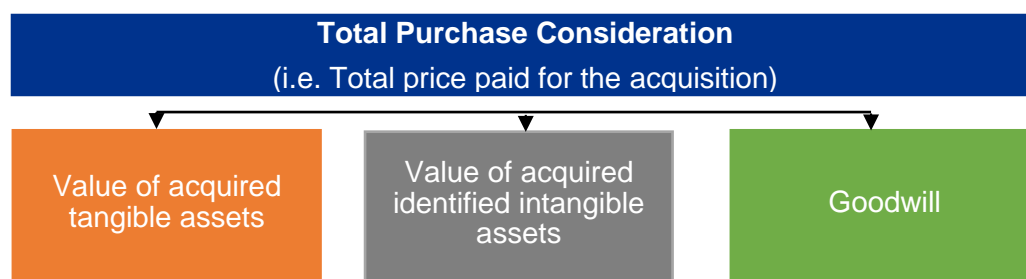 Total Purchase Consideration
(i.e. Total price paid for the acquisition)
Value of acquired
tangible assets
Value of acquired
identified intangible
assets
Goodwill